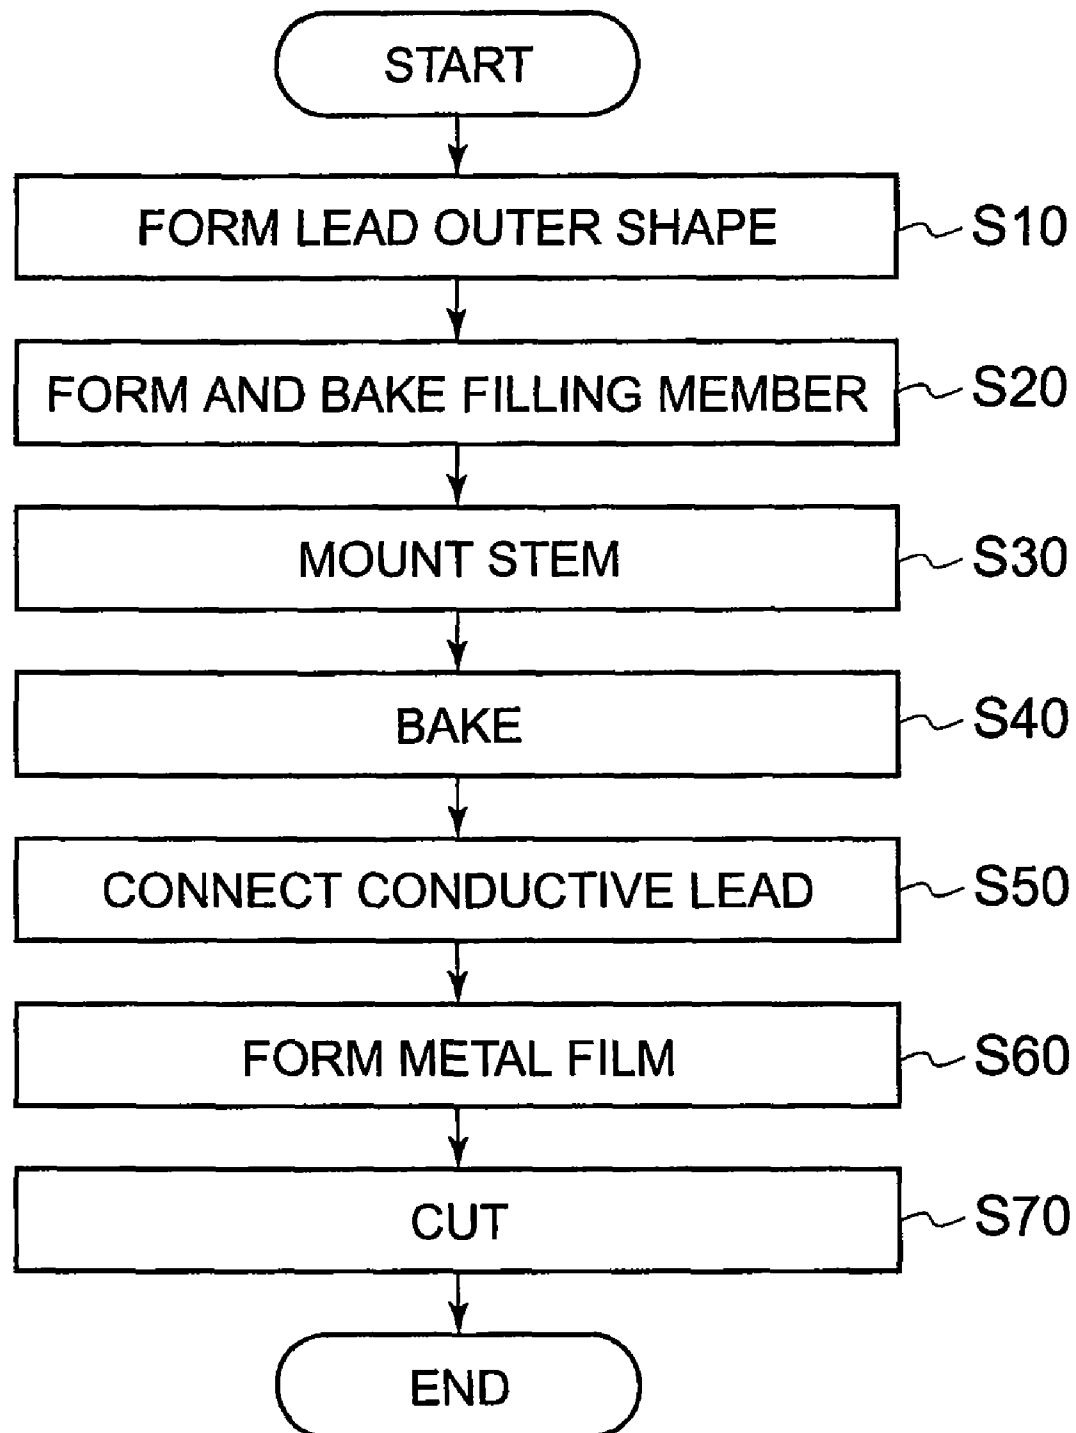 START
FORM LEAD OUTER SHAPE S10
FORM AND BAKE FILLING MEMBER S20
MOUNT STEM S30
BAKE S40
CONNECT CONDUCTIVE LEAD S50
FORM METAL FILM S60
CUT S70
END